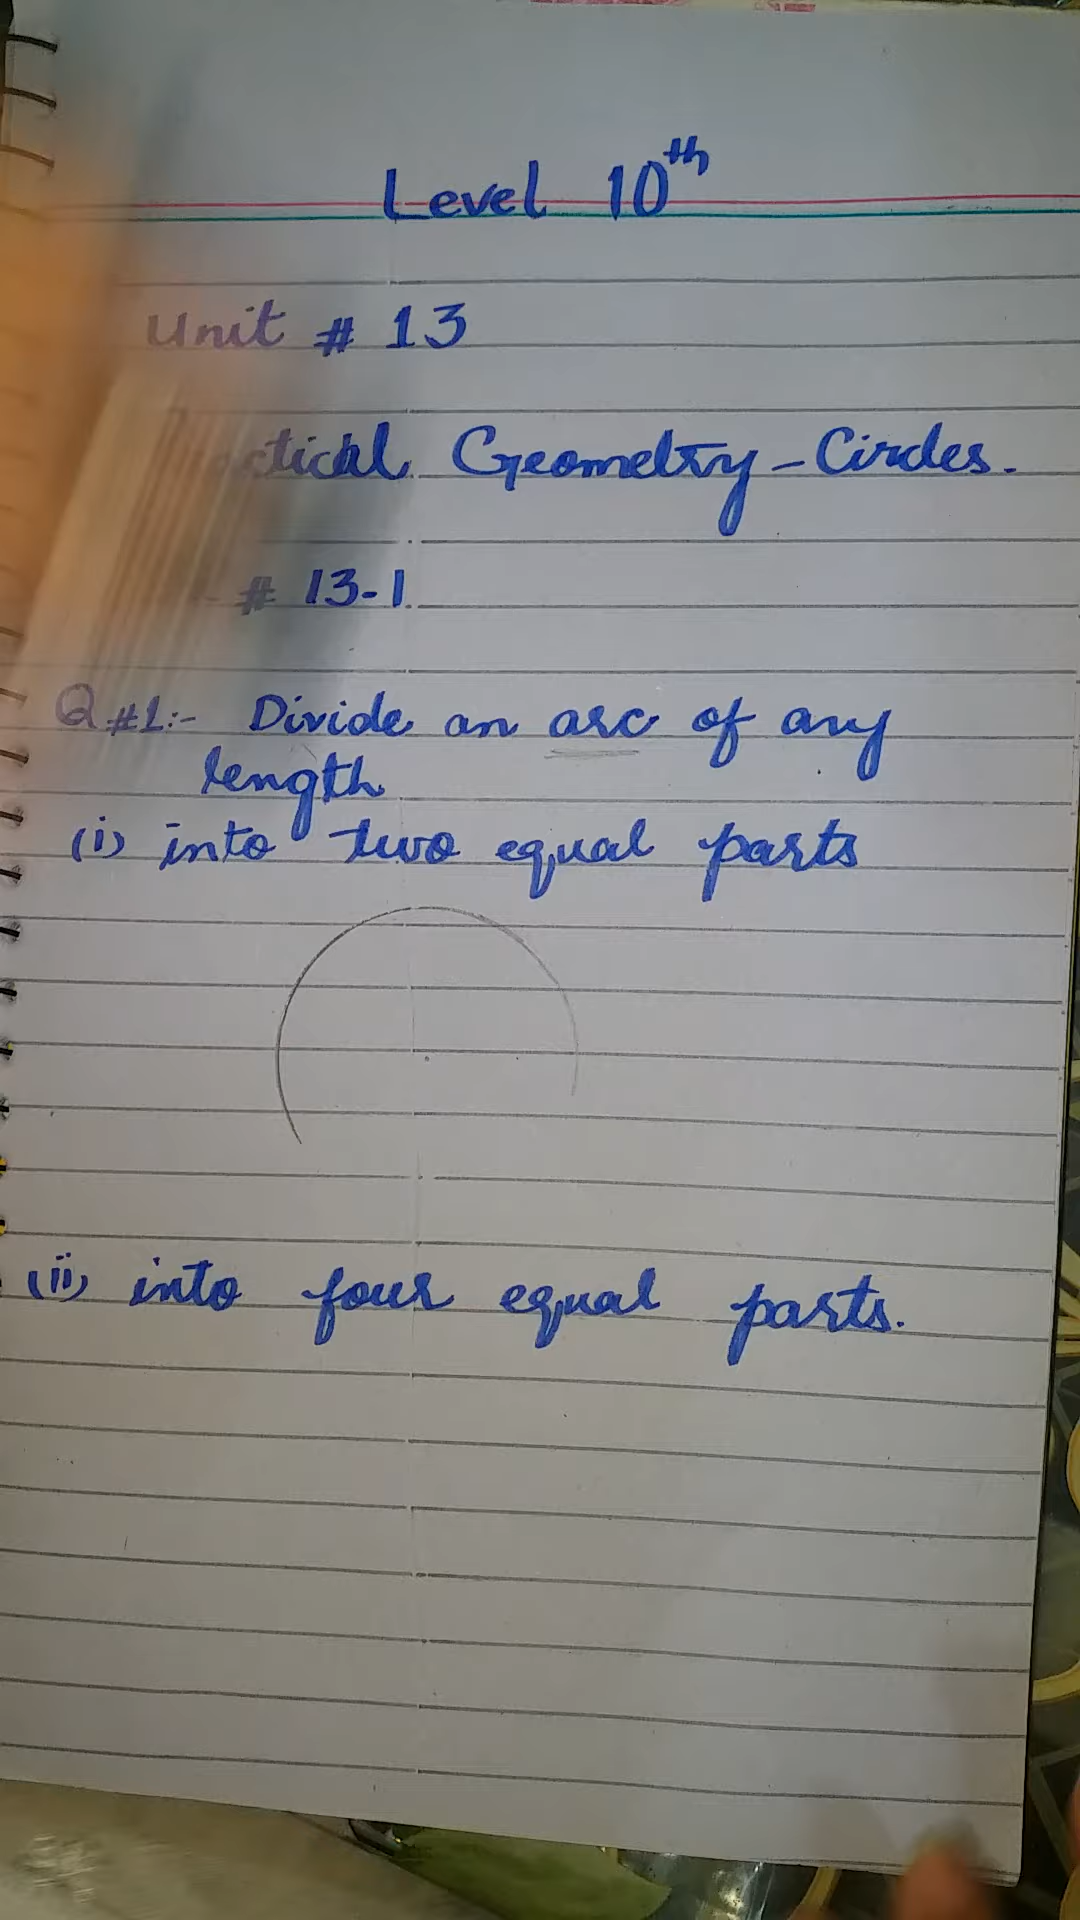 Level 10th
Unit # 13
Geometry - Circles.
# 13-1
Q #1:- Divide an arc of any
length
(i) into two equal parts
(ii) into four equal parts.